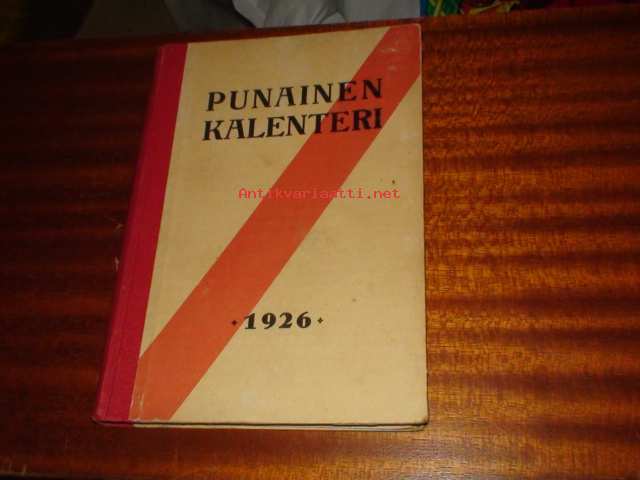 PUNAINEN
KALENTERI
Antikvariaatti.net
1926